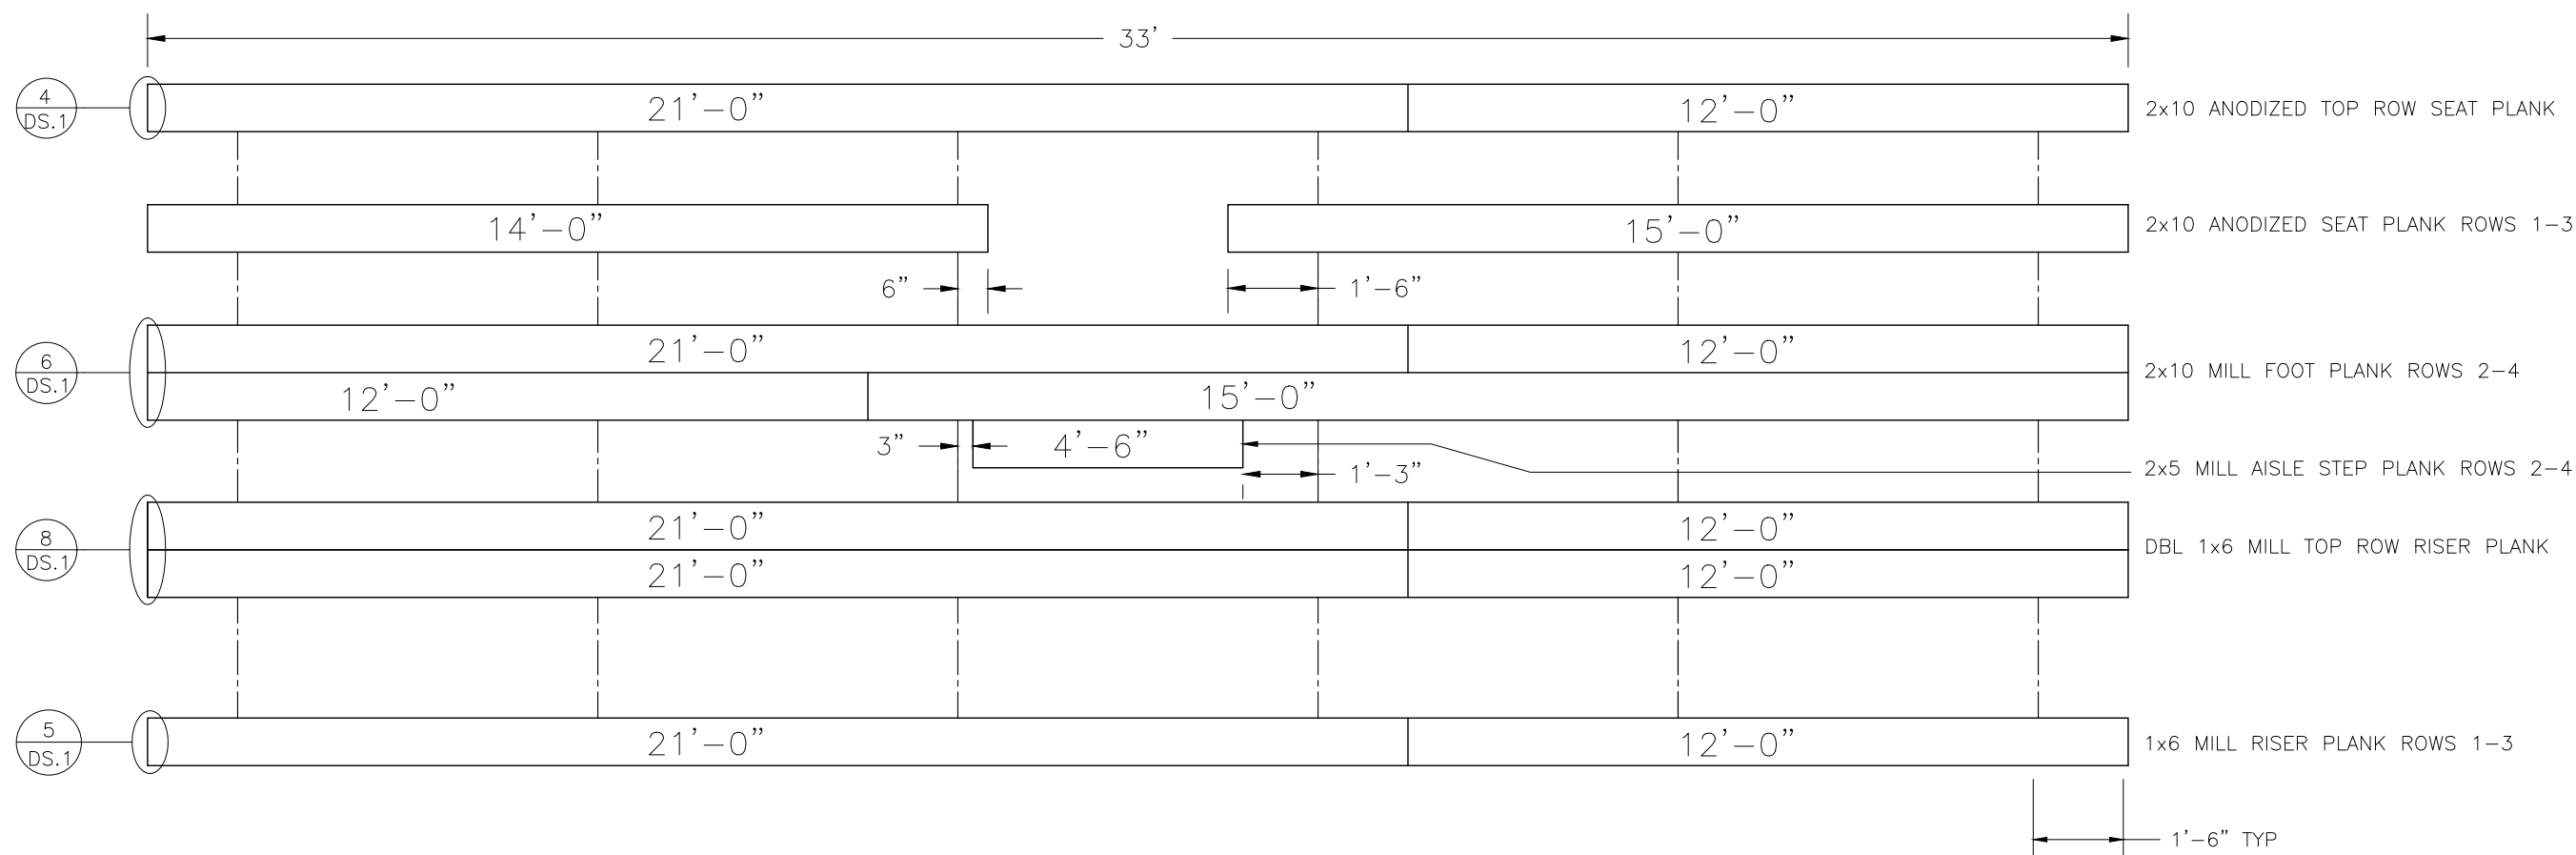 33'
4
DS.1
21'-0"
12'-0"
2x10 ANODIZED TOP ROW SEAT PLANK
14'-0"
15'-0"
2x10 ANODIZED SEAT PLANK ROWS 1-3
6"
1'-6"
6
DS.1
21'-0"
12'-0"
2x10 MILL FOOT PLANK ROWS 2-4
12'-0"
15'-0"
3"
4'-6"
1'-3"
2x5 MILL AISLE STEP PLANK ROWS 2-4
8
DS.1
21'-0"
12'-0"
DBL 1x6 MILL TOP ROW RISER PLANK
21'-0"
12'-0"
5
DS.1
21'-0"
12'-0"
1x6 MILL RISER PLANK ROWS 1-3
1'-6" TYP